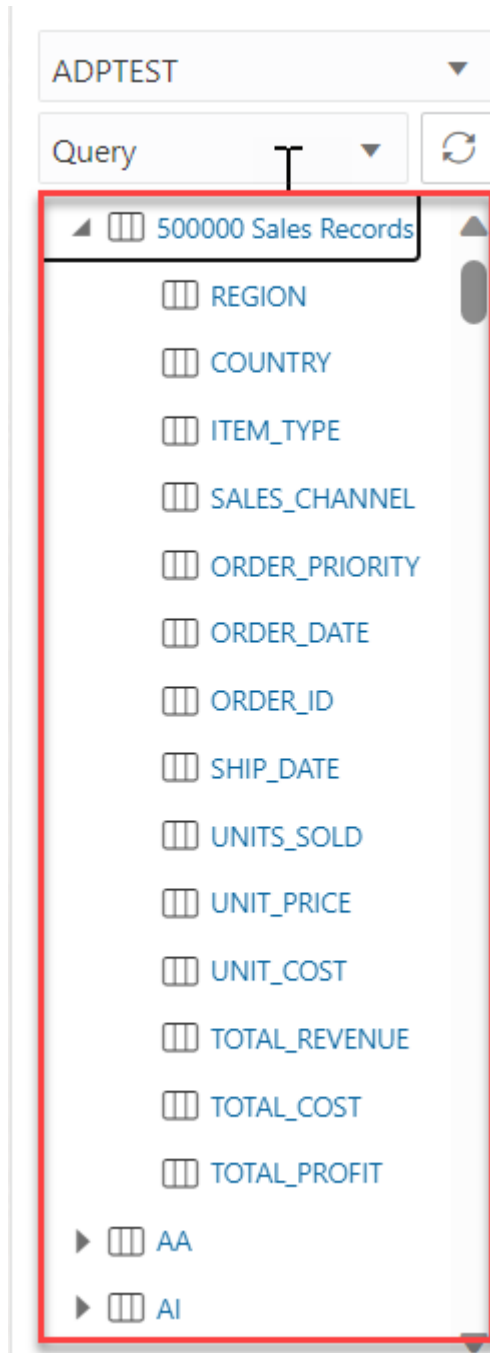 ADPTEST
Query
500000 Sales Records
REGION
COUNTRY
ITEM_TYPE
SALES_CHANNEL
ORDER_PRIORITY
ORDER_DATE
ORDER_ID
SHIP_DATE
UNITS_SOLD
UNIT_PRICE
UNIT_COST
TOTAL_REVENUE
TOTAL_COST
TOTAL_PROFIT
AA
AI